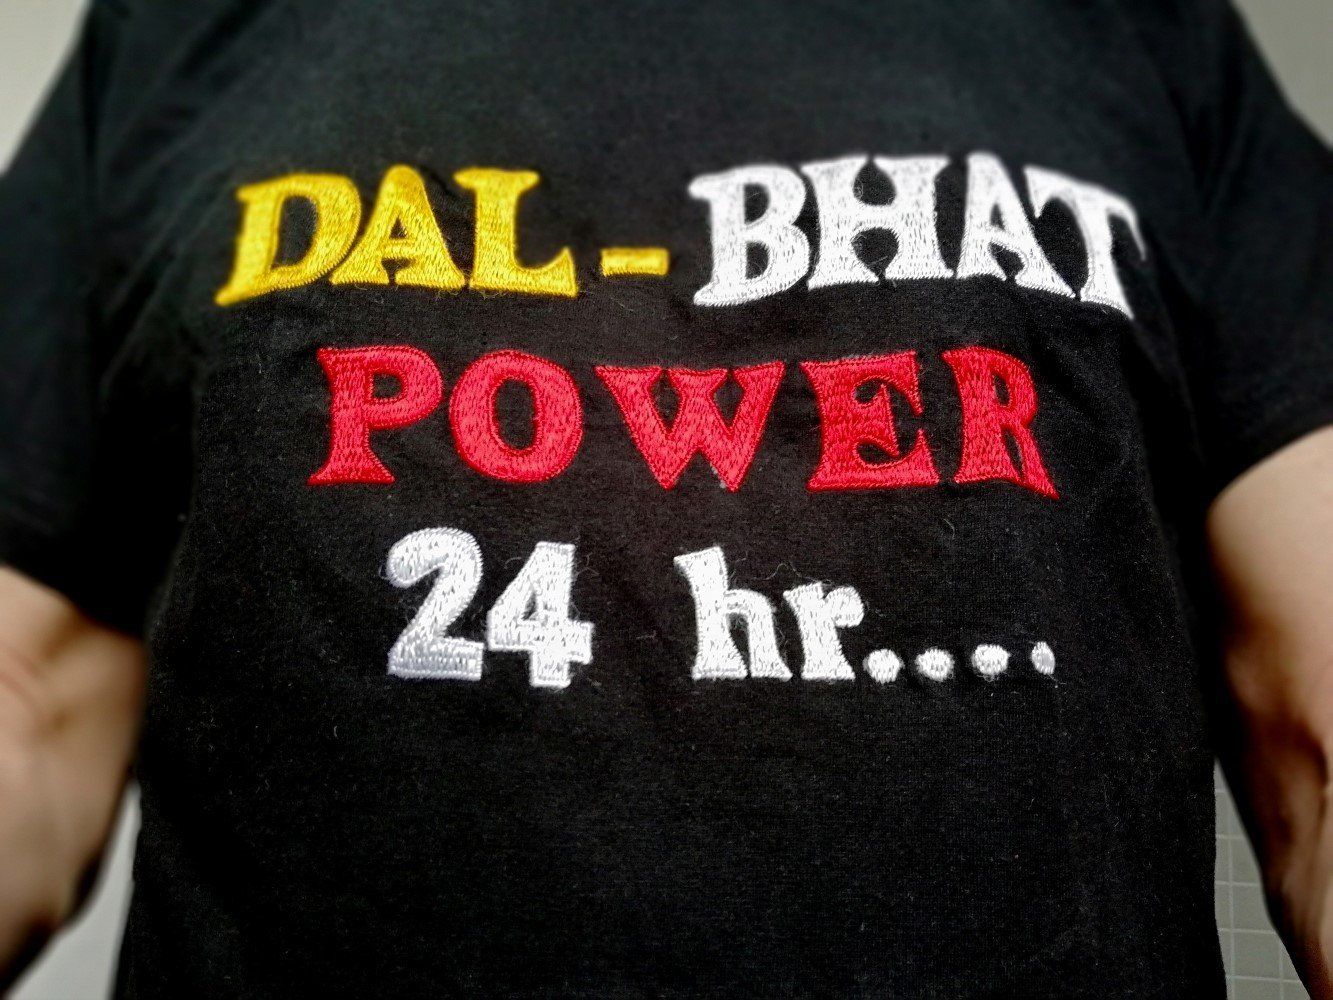 DAL-BHAT
POWER
24 hr....